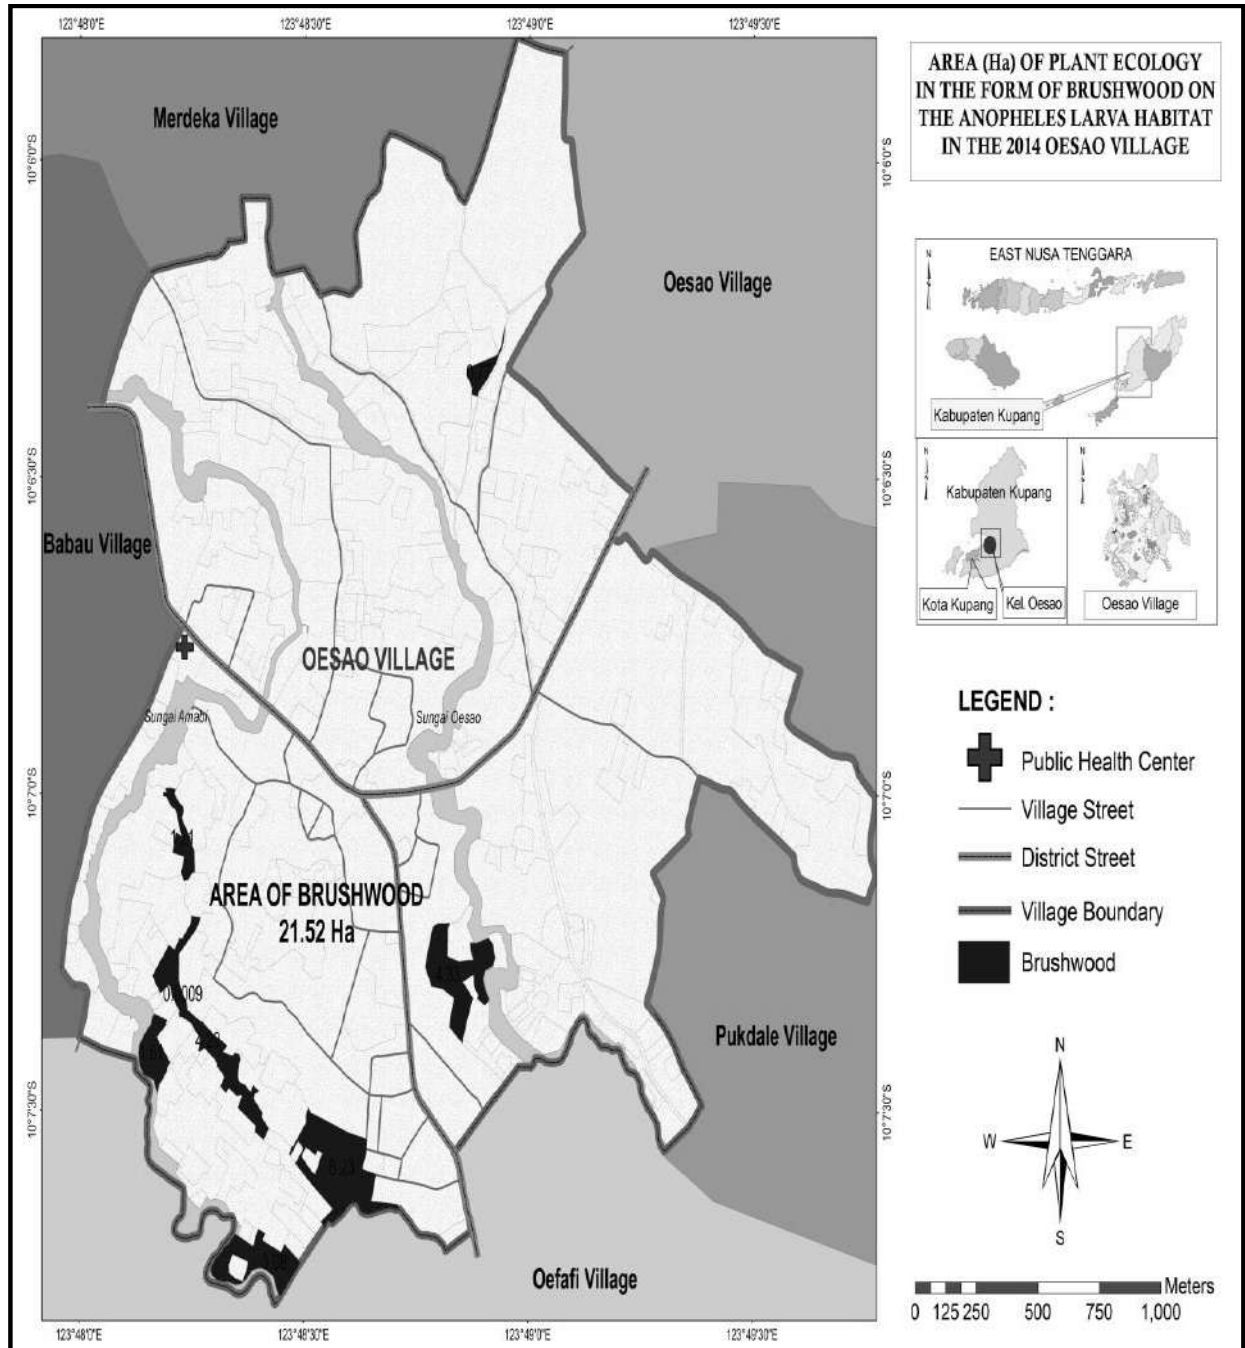 123°48'0"E
123°48'30"E
123°49'0"E
123°49'30"E
AREA (Ha) OF PLANT ECOLOGY
IN THE FORM OF BRUSHWOOD ON
THE ANOPHELES LARVA HABITAT
IN THE 2014 OESAO VILLAGE
Merdeka Village
10°6'0"S
10°6'0"S
Oesao Village
N
EAST NUSA TENGGARA
Kabupaten Kupang
10°6'30"S
10°6'30"S
Babau Village
N
Kabupaten Kupang
Kota Kupang
Kel. Oesao
N
Oesao Village
OESAO VILLAGE
Sungai Amabi
Sungai Oesao
LEGEND :
Public Health Center
Village Street
District Street
Village Boundary
Brushwood
10°7'0"S
10°7'0"S
AREA OF BRUSHWOOD
21.52 Ha
Pukdale Village
10°7'30"S
10°7'30"S
Oefafi Village
N
W
E
S
Meters
0
125
250
500
750
1,000
123°48'0"E
123°48'30"E
123°49'0"E
123°49'30"E